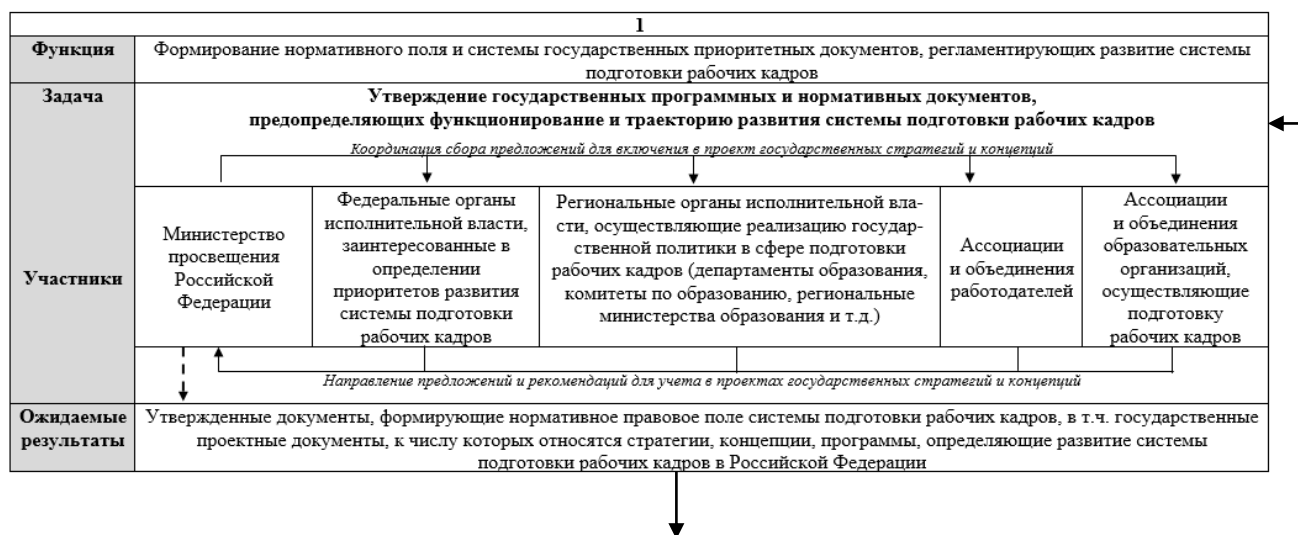 1
Функция
Формирование нормативного поля и системы государственных приоритетных документов, регламентирующих развитие системы
подготовки рабочих кадров
Задача
Утверждение государственных программных и нормативных документов,
предопределяющих функционирование и траекторию развития системы подготовки рабочих кадров
Координация сбора предложений для включения в проект государственных стратегий и концепций
Участники
Министерство
просвещения
Российской
Федерации
Федеральные органы
исполнительной власти,
заинтересованные в
определении
приоритетов развития
системы подготовки
рабочих кадров
Региональные органы исполнительной вла-
сти, осуществляющие реализацию государ-
ственной политики в сфере подготовки
рабочих кадров (департаменты образования,
комитеты по образованию, региональные
министерства образования и т.д.)
Ассоциации
и объединения
работодателей
Ассоциации
и объединения
образовательных
организаций,
осуществляющие
подготовку
рабочих кадров
Направление предложений и рекомендаций для учета в проектах государственных стратегий и концепций
Ожидаемые
результаты
Утвержденные документы, формирующие нормативное правовое поле системы подготовки рабочих кадров, в т.ч. государственные
проектные документы, к числу которых относятся стратегии, концепции, программы, определяющие развитие системы
подготовки рабочих кадров в Российской Федерации